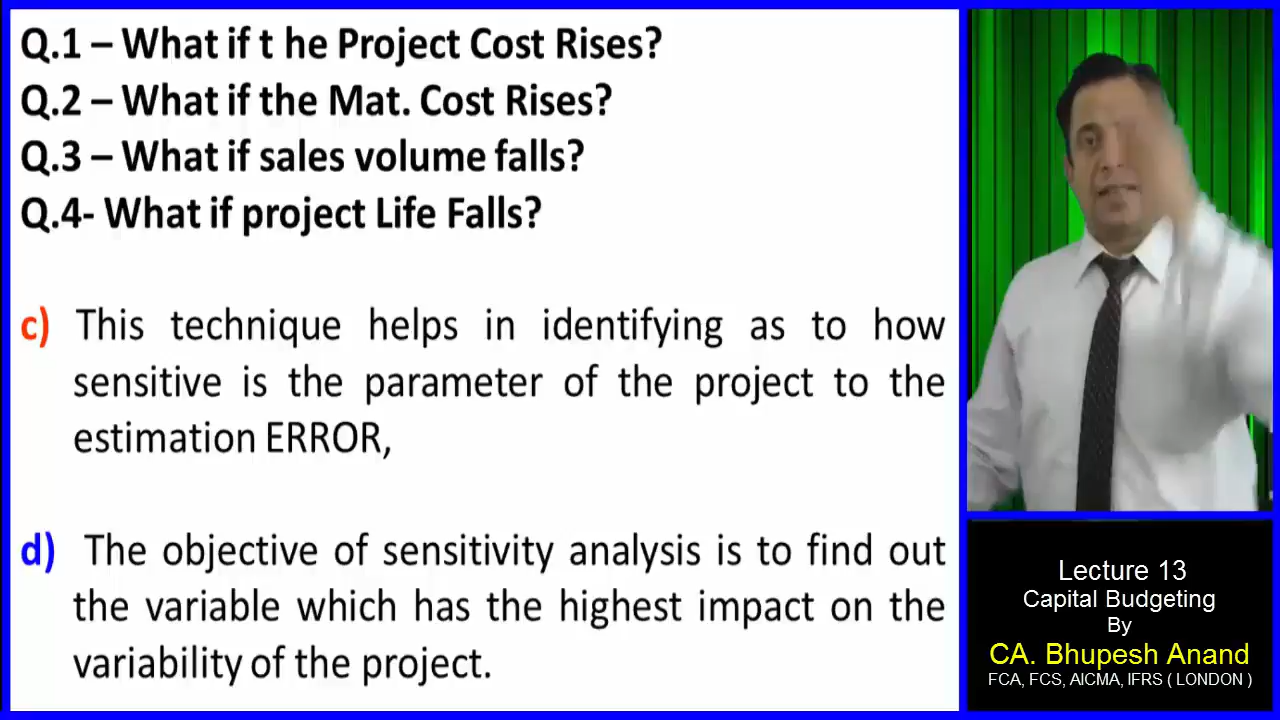 Q.1 – What if t he Project Cost Rises?
Q.2 – What if the Mat. Cost Rises?
Q.3 – What if sales volume falls?
Q.4- What if project Life Falls?
c) This technique helps in identifying as to how
sensitive is the parameter of the project to the
estimation ERROR,
d) The objective of sensitivity analysis is to find out
the variable which has the highest impact on the
variability of the project.
Lecture 13
Capital Budgeting
By
CA. Bhupesh Anand
FCA, FCS, AICMA, IFRS ( LONDON )